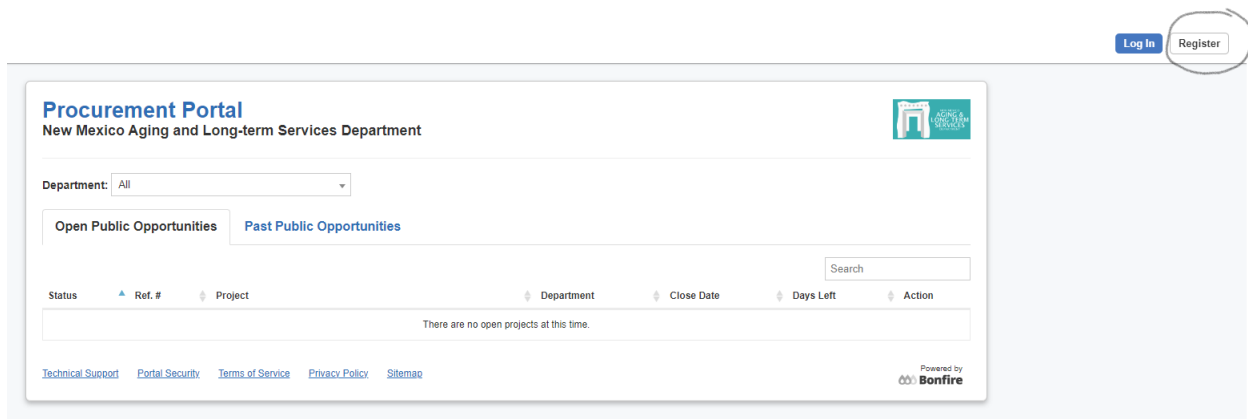 Log In Register
Procurement Portal
New Mexico Aging and Long-term Services Department
AGING &
LONG TERM
SERVICES
Department: All
Open Public Opportunities Past Public Opportunities
Search
Status Ref. # Project Department Close Date Days Left Action
There are no open projects at this time.
Technical Support Portal Security Terms of Service Privacy Policy Sitemap
Powered by
Bonfire